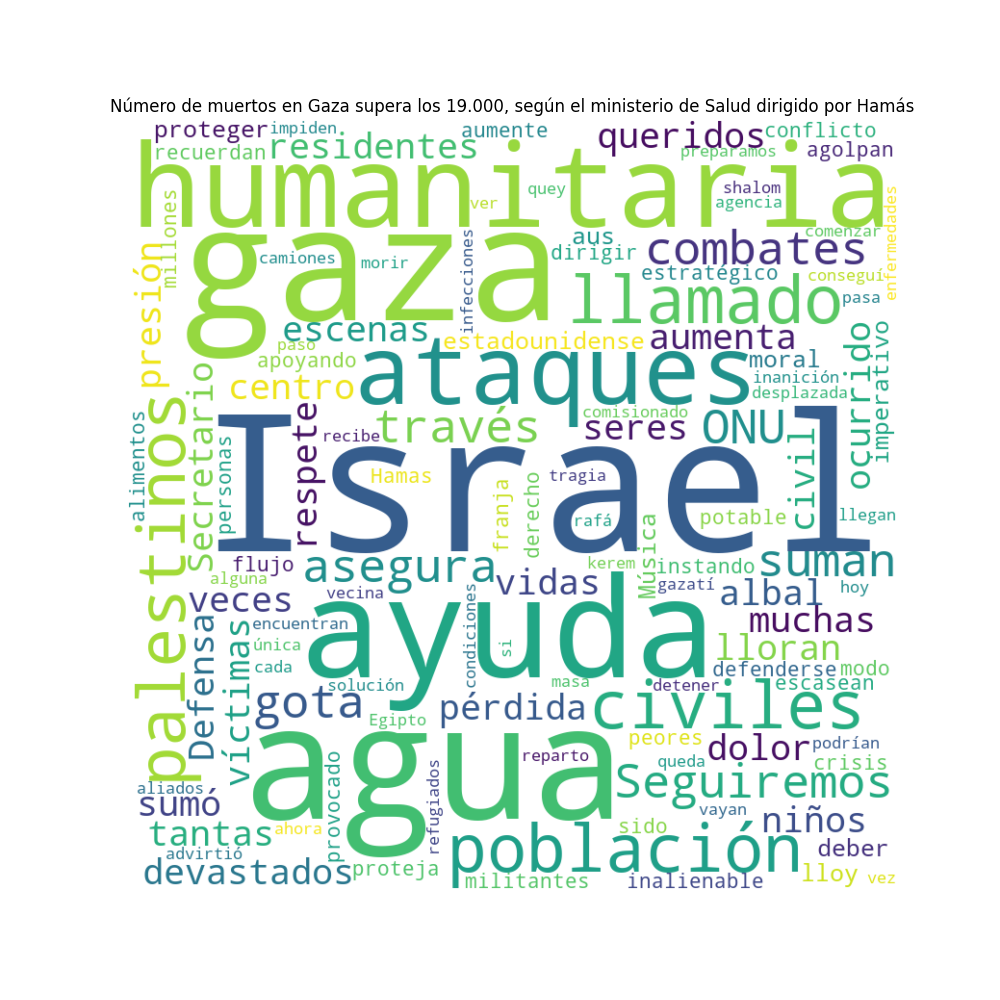 Número de muertos en Gaza supera los 19.000, según el ministerio de Salud dirigido por Hamás
proteger
impiden
aumente
queridos
conflicto
recuerdan
residentes
preparamos
agolpan
humanitaria
millones
quey
shalom
agencia
ver
enfermedades
gaza
camiones
morir
infecciones
aus
dirigir
combates
comenzar
presión
estratégico
conseguí
llamado
pasa
escenas
paso
apoyando
estadounidense
aumenta
ocurrido
imperativo
centro
ataques
moral
inanición
desplazada
Secretario
palestinos
alimentos
personas
respete
recibe
través
comisionado
seres
ONU
civil
Israel
Hamas
tragia
franja
derecho
rafá
potable
llegan
Música
flujo
asegura
kerem
instando
suman
alguna
vecina
vidas
gazatí
albal
hoy
veces
ayuda
condiciones
muchas
encuentran
única
si
lloran
Defensa
víctimas
cada
solución
masa
detener
defenderse
modo
escasean
gota
pérdida
civiles
Egipto
agua
peores
dolor
podrían
reparto
queda
crisis
aliados
provocado
refugiados
Seguiremos
sumó
vayan
tantas
ahora
sido
niños
advirtió
población
deber
devastados
proteja
militantes
inalienable
lloy
vez